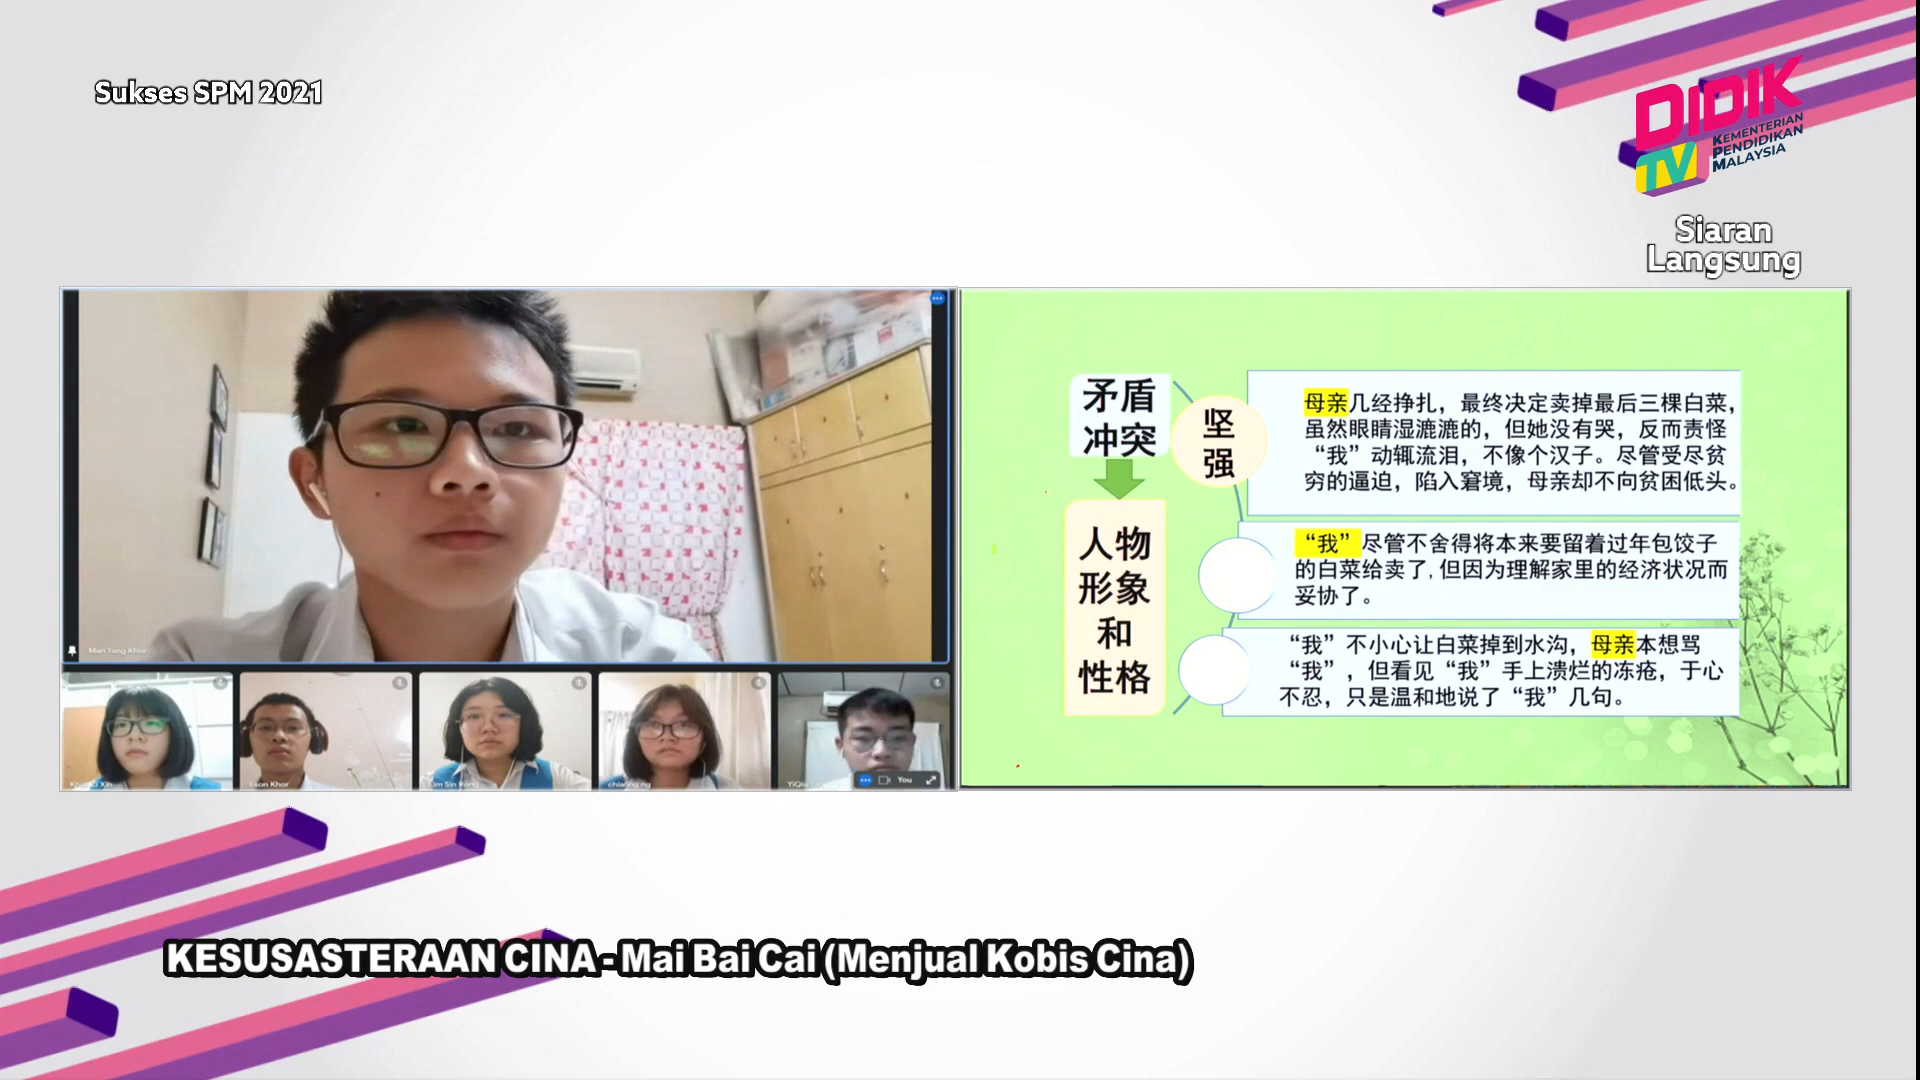 Sukses SPM 2021
DIDIK
TV
KEMENTERIAN
PENDIDIKAN
MALAYSIA
Siaran
Langsung
Man Tang Khor
chianng ng
YiQiu
You
矛盾
冲突
坚
强
母亲几经挣扎，最终决定卖掉最后三棵白菜，
虽然眼睛湿漉漉的，但她没有哭，反而责怪
“我”动辄流泪，不像个汉子。尽管受尽贫
穷的逼迫，陷入窘境，母亲却不向贫困低头。
人物
形象
和
性格
“我”尽管不舍得将本来要留着过年包饺子
的白菜给卖了,但因为理解家里的经济状况而
妥协了。
“我”不小心让白菜掉到水沟，母亲本想骂
“我”，但看见“我”手上溃烂的冻疮，于心
不忍，只是温和地说了“我”几句。
KESUSASTERAAN CINA - Mai Bai Cai (Menjual Kobis Cina)